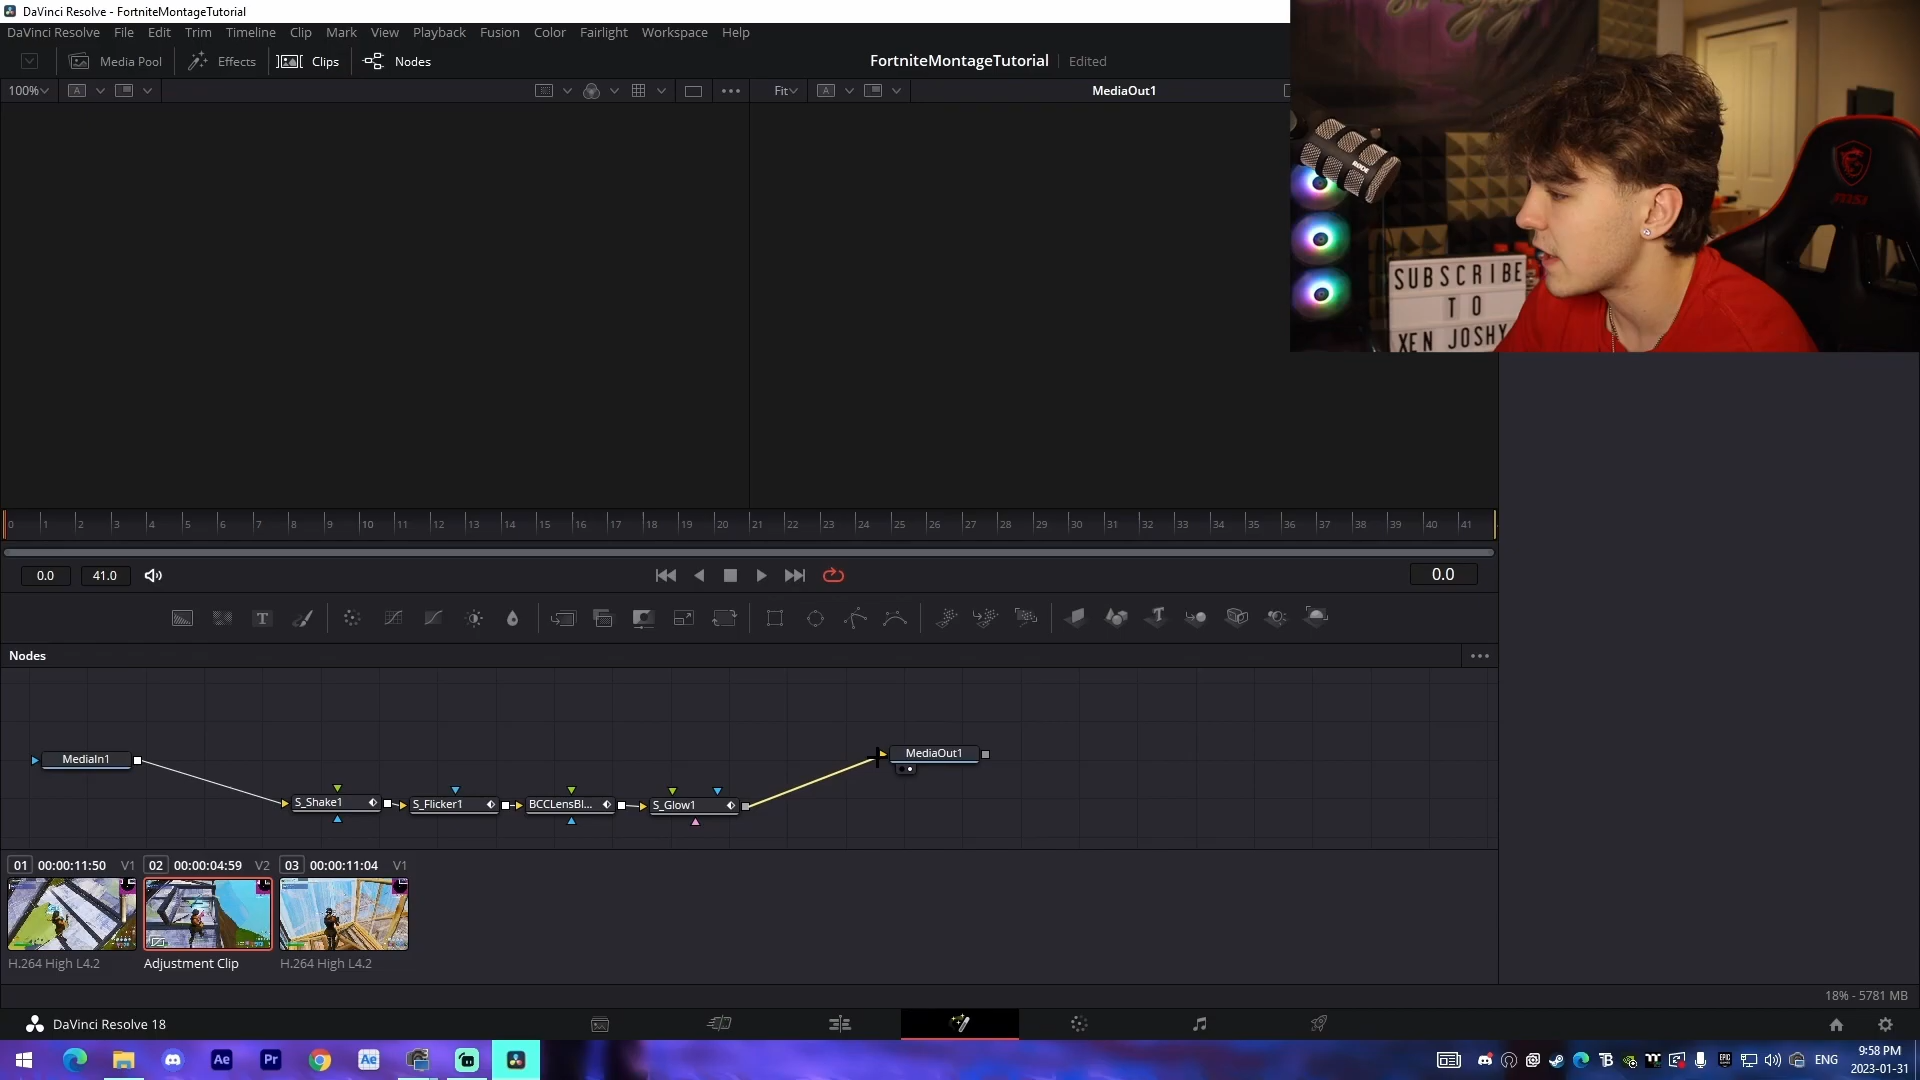 DaVinci Resolve - FortniteMontageTutorial
DaVinci Resolve File Edit Trim Timeline Clip Mark View Playback Fusion Color Fairlight Workspace Help
Media Pool Effects Clips Nodes FortniteMontageTutorial Edited
100% A Fit A MediaOut1
RODE
msi
SUBSCRIBE
TO
XEN JOSHY
0 1 2 3 4 5 6 7 8 9 10 11 12 13 14 15 16 17 18 19 20 21 22 23 24 25 26 27 28 29 30 31 32 33 34 35 36 37 38 39 40 41
0.0 41.0 0.0
Nodes
MediaIn1 MediaOut1
S_Shake1 S_Flicker1 BCCLensBl... S_Glow1
01 00:00:11:50 V1 02 00:00:04:59 V2 03 00:00:11:04 V1
H.264 High L4.2 Adjustment Clip H.264 High L4.2
18% - 5781 MB
DaVinci Resolve 18
Ae Pr Ae ENG 9:58 PM
2023-01-31